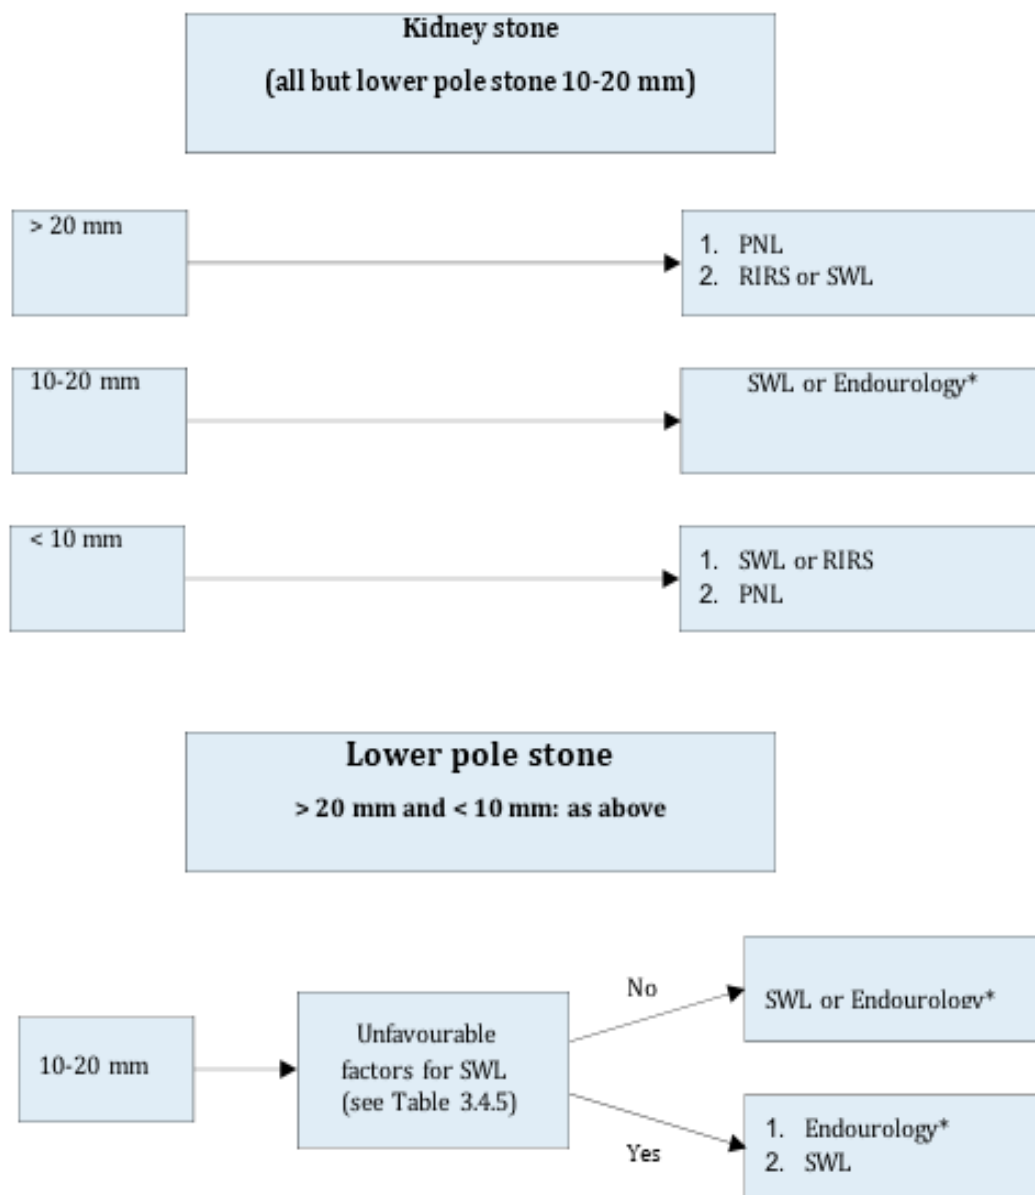 Kidney stone
(all but lower pole stone 10-20 mm)
> 20 mm
1. PNL
2. RIRS or SWL
10-20 mm
SWL or Endourology*
< 10 mm
1. SWL or RIRS
2. PNL
Lower pole stone
> 20 mm and < 10 mm: as above
10-20 mm
Unfavourable
factors for SWL
(see Table 3.4.5)
No
SWL or Endourology*
Yes
1. Endourology*
2. SWL